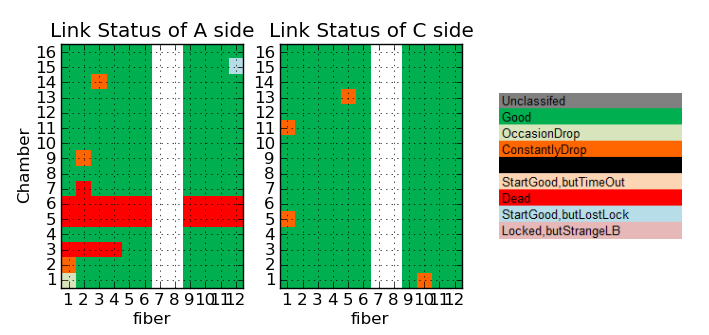 Link Status of A side
Link Status of C side
16
15
14
13
12
11
10
9
8
7
6
5
4
3
2
1
Chamber
1 2 3 4 5 6 7 8 9 10 11 12
fiber
16
15
14
13
12
11
10
9
8
7
6
5
4
3
2
1
1 2 3 4 5 6 7 8 9 10 11 12
fiber
Unclassifed
Good
OccasionDrop
ConstantlyDrop
StartGood,butTimeOut
Dead
StartGood,butLostLock
Locked,butStrangeLB